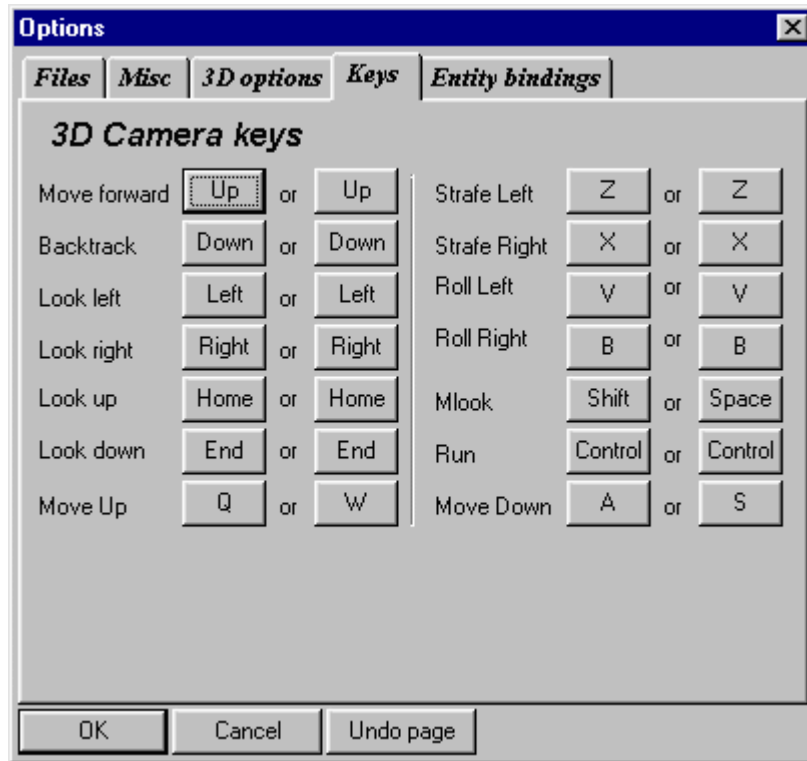 Options
Files Misc 3D options Keys Entity bindings
3D Camera keys
Move forward Up or Up Strafe Left Z or Z
Backtrack Down or Down Strafe Right X or X
Look left Left or Left Roll Left V or V
Look right Right or Right Roll Right B or B
Look up Home or Home Mlook Shift or Space
Look down End or End Run Control or Control
Move Up Q or W Move Down A or S
OK Cancel Undo page